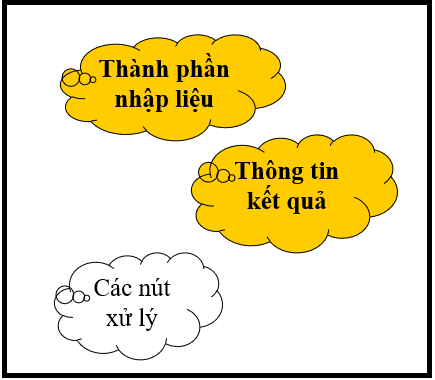 Thành phần
nhập liệu
Thông tin
kết quả
Các nút
xử lý